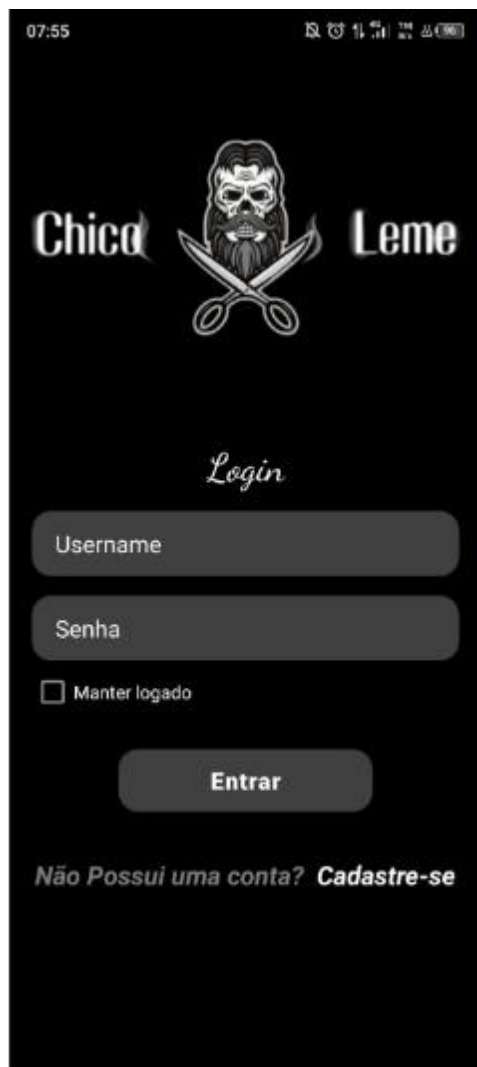 07:55
Chico Leme
Login
Username
Senha
Manter logado
Entrar
Não Possui uma conta? Cadastre-se